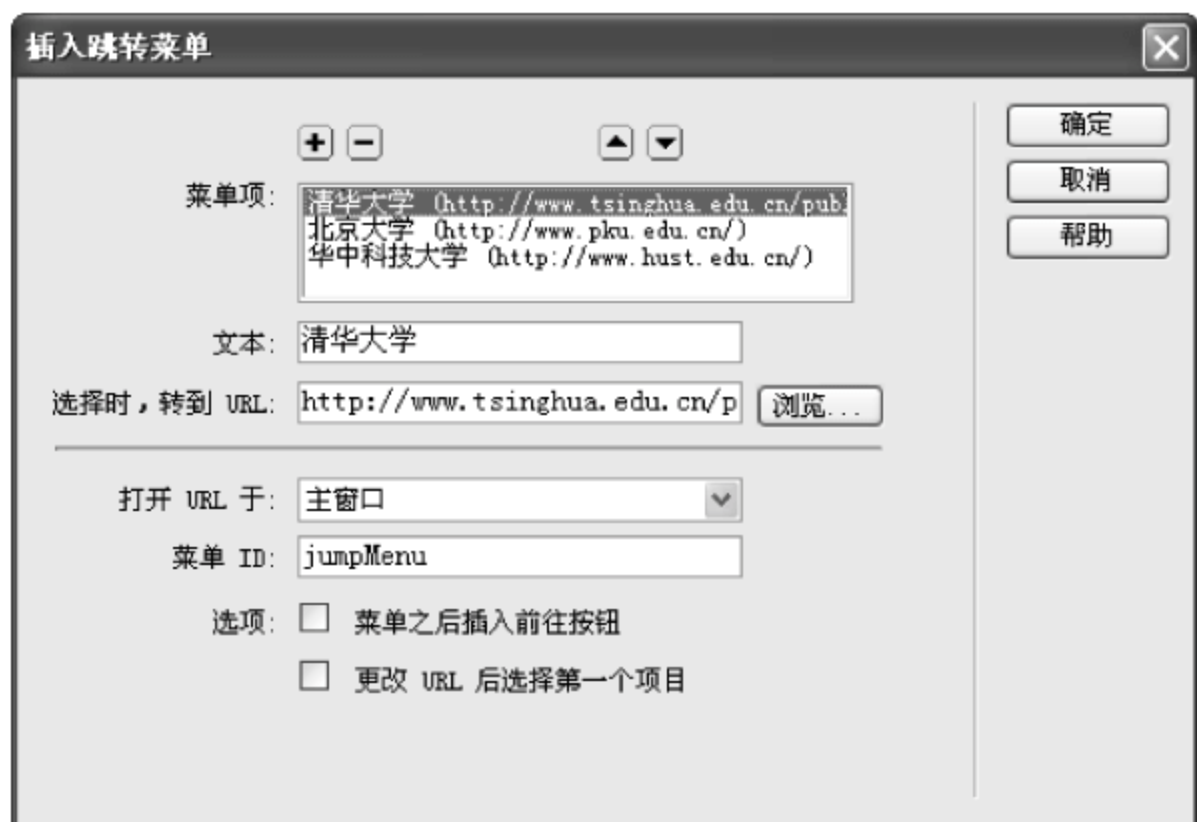 插入跳转菜单
确定
取消
帮助
菜单项:
清华大学 (http://www.tsinghua.edu.cn/pub
北京大学 (http://www.pku.edu.cn/)
华中科技大学 (http://www.hust.edu.cn/)
文本: 清华大学
选择时，转到 URL: http://www.tsinghua.edu.cn/p 浏览...
打开 URL 于: 主窗口
菜单 ID: jumpMenu
选项: 菜单之后插入前往按钮
更改 URL 后选择第一个项目